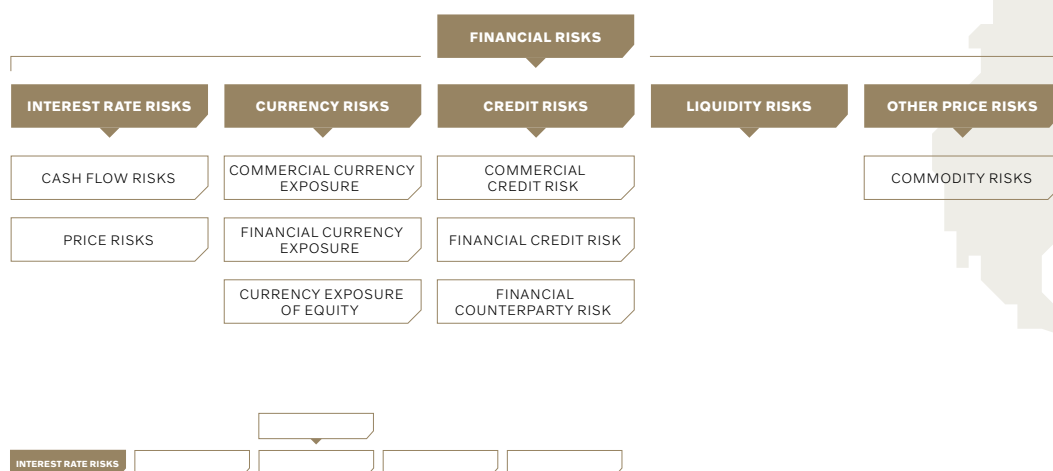 FINANCIAL RISKS
INTEREST RATE RISKS
CURRENCY RISKS
CREDIT RISKS
LIQUIDITY RISKS
OTHER PRICE RISKS
CASH FLOW RISKS
COMMERCIAL CURRENCY
EXPOSURE
COMMERCIAL
CREDIT RISK
COMMODITY RISKS
PRICE RISKS
FINANCIAL CURRENCY
EXPOSURE
FINANCIAL CREDIT RISK
CURRENCY EXPOSURE
OF EQUITY
FINANCIAL
COUNTERPARTY RISK
INTEREST RATE RISKS